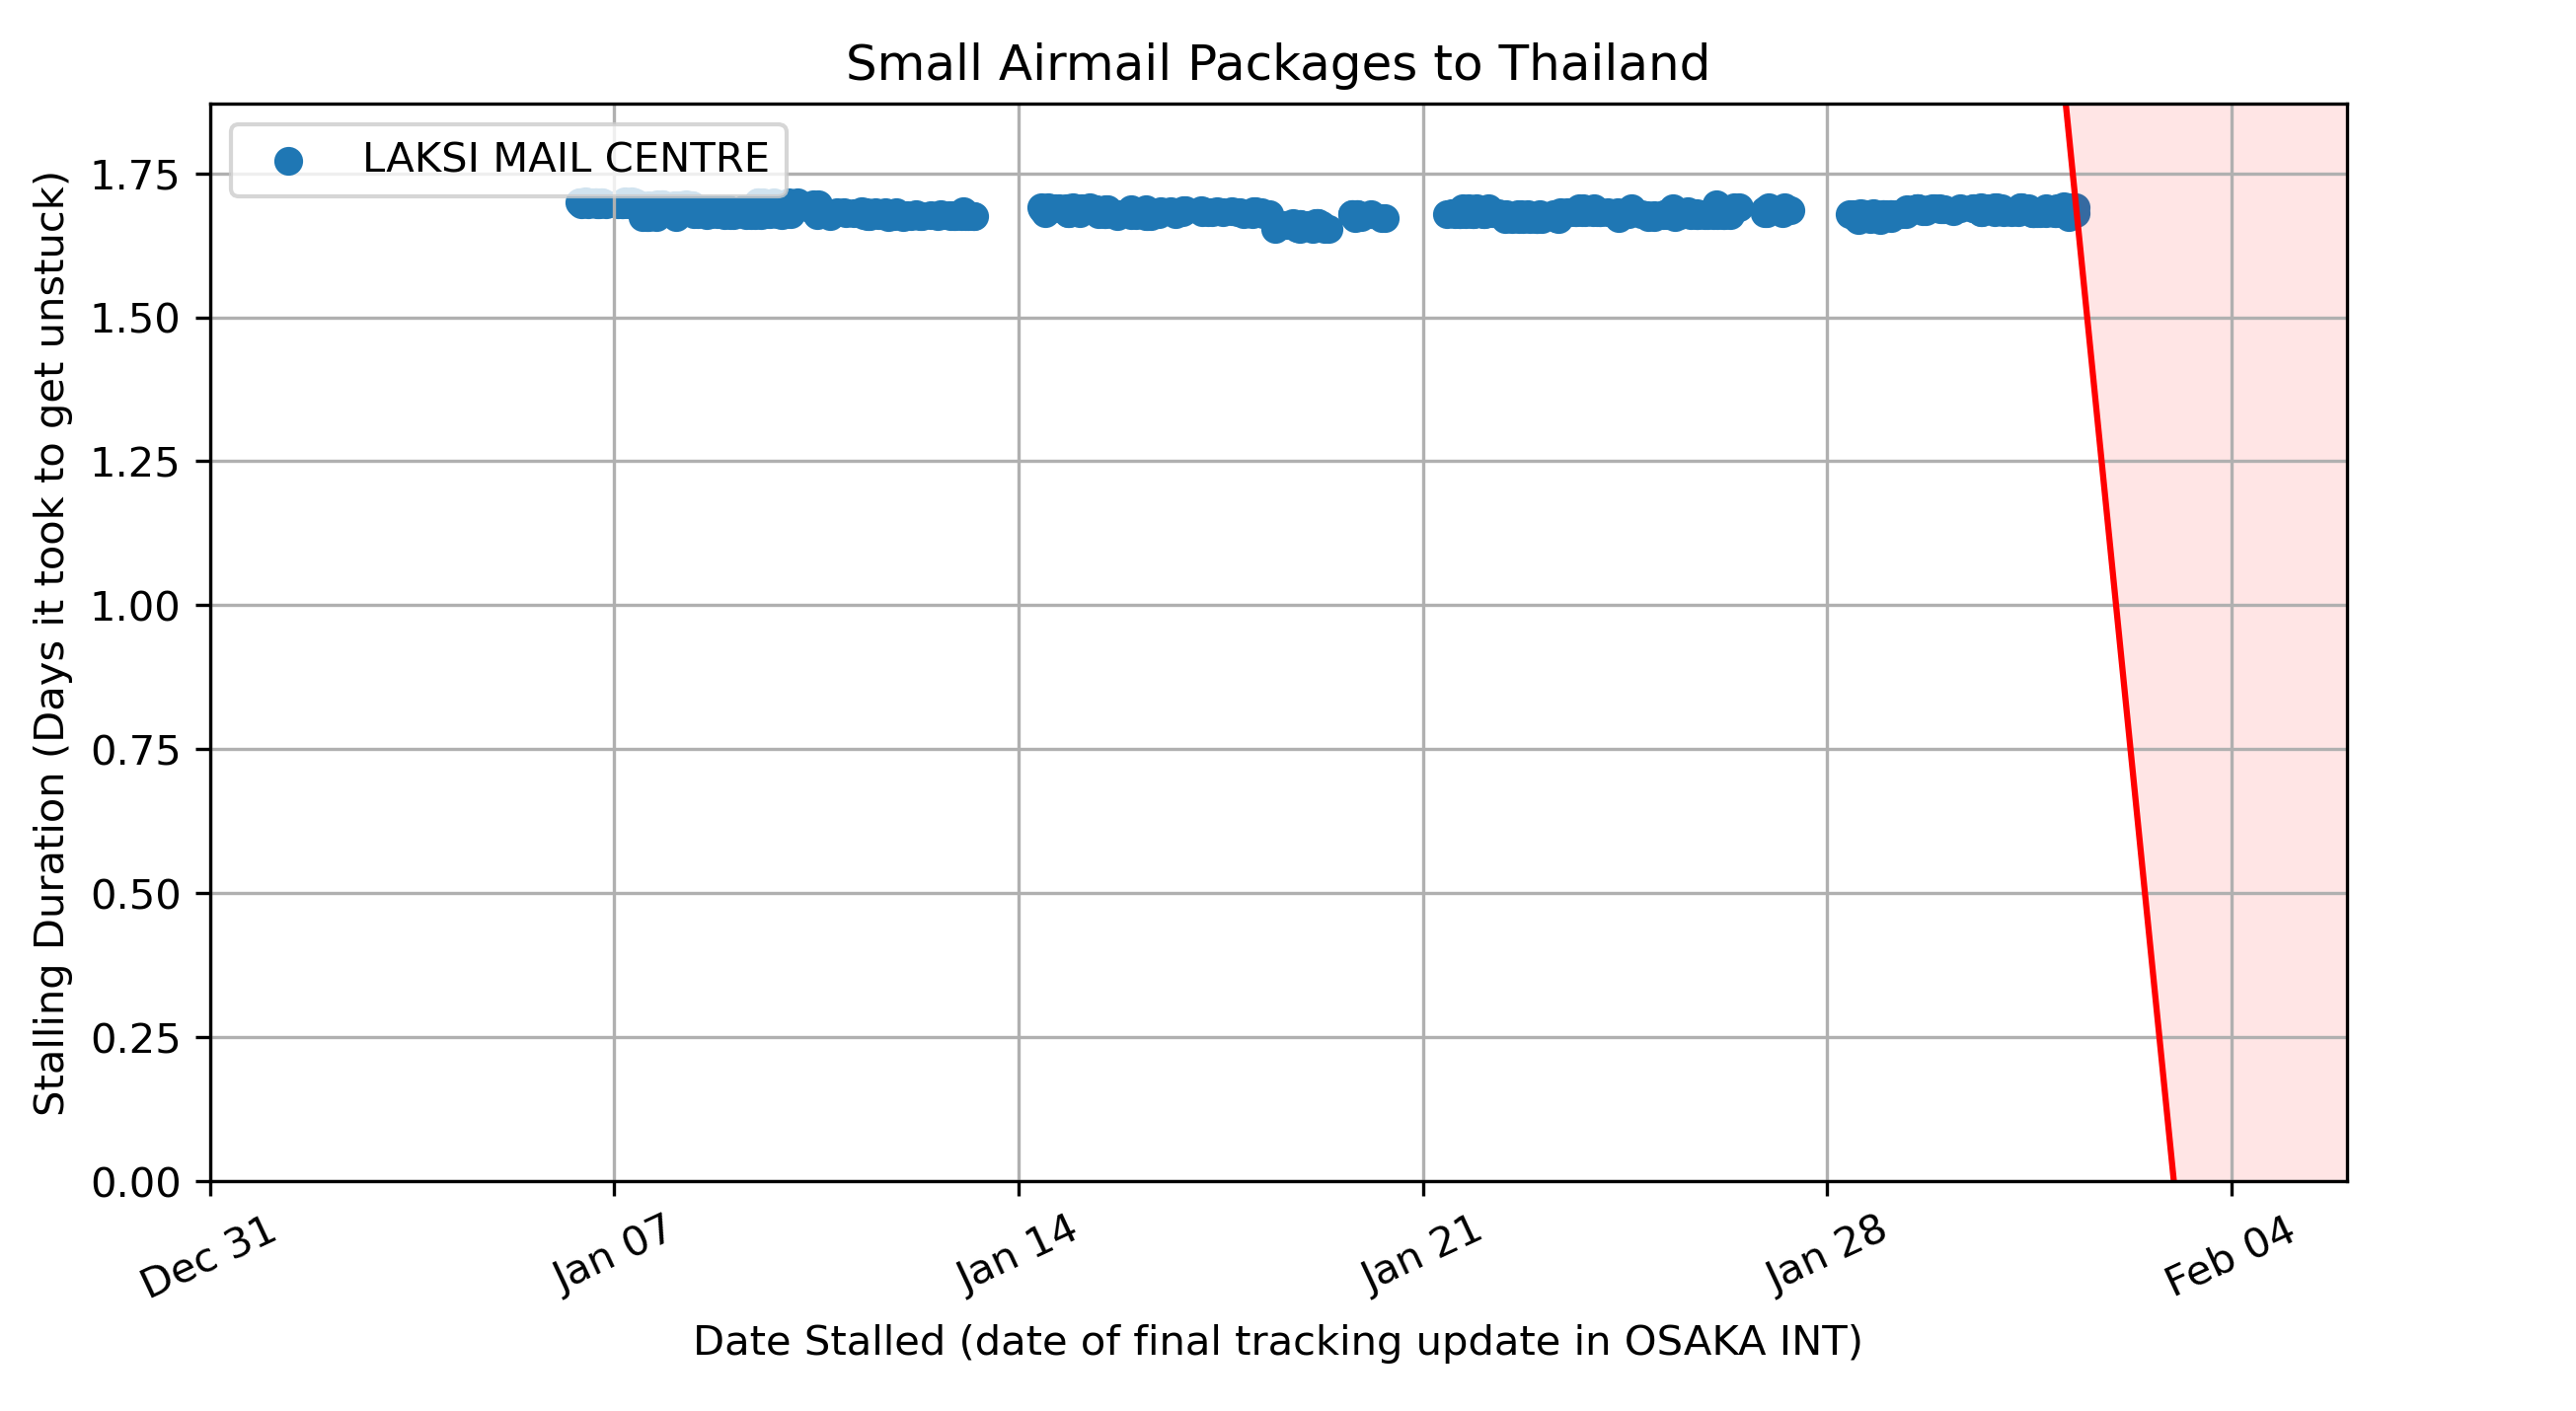 Small Airmail Packages to Thailand
LAKSI MAIL CENTRE
Stalling Duration (Days it took to get unstuck)
1.75
1.50
1.25
1.00
0.75
0.50
0.25
0.00
Dec 31
Jan 07
Jan 14
Jan 21
Jan 28
Feb 04
Date Stalled (date of final tracking update in OSAKA INT)